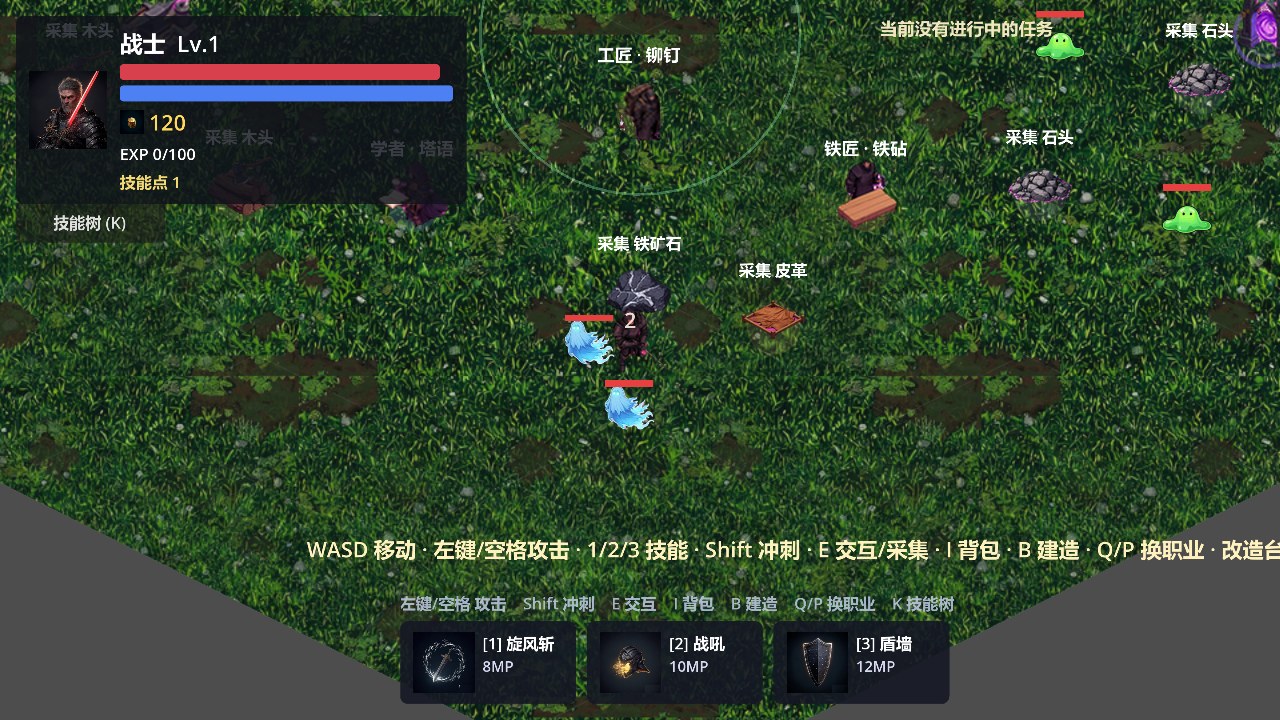 采集 木头
战士 Lv.1
120
EXP 0/100
技能点 1
采集 木头
学者 · 塔语
技能树 (K)
工匠 · 铆钉
当前没有进行中的任务
采集 石头
采集 石头
铁匠 · 铁砧
采集 铁矿石
采集 皮革
2
WASD 移动 · 左键/空格攻击 · 1/2/3 技能 · Shift 冲刺 · E 交互/采集 · I 背包 · B 建造 · Q/P 换职业 · 改造台
左键/空格 攻击 Shift 冲刺 E 交互 I 背包 B 建造 Q/P 换职业 K 技能树
[1] 旋风斩
8MP
[2] 战吼
10MP
[3] 盾墙
12MP